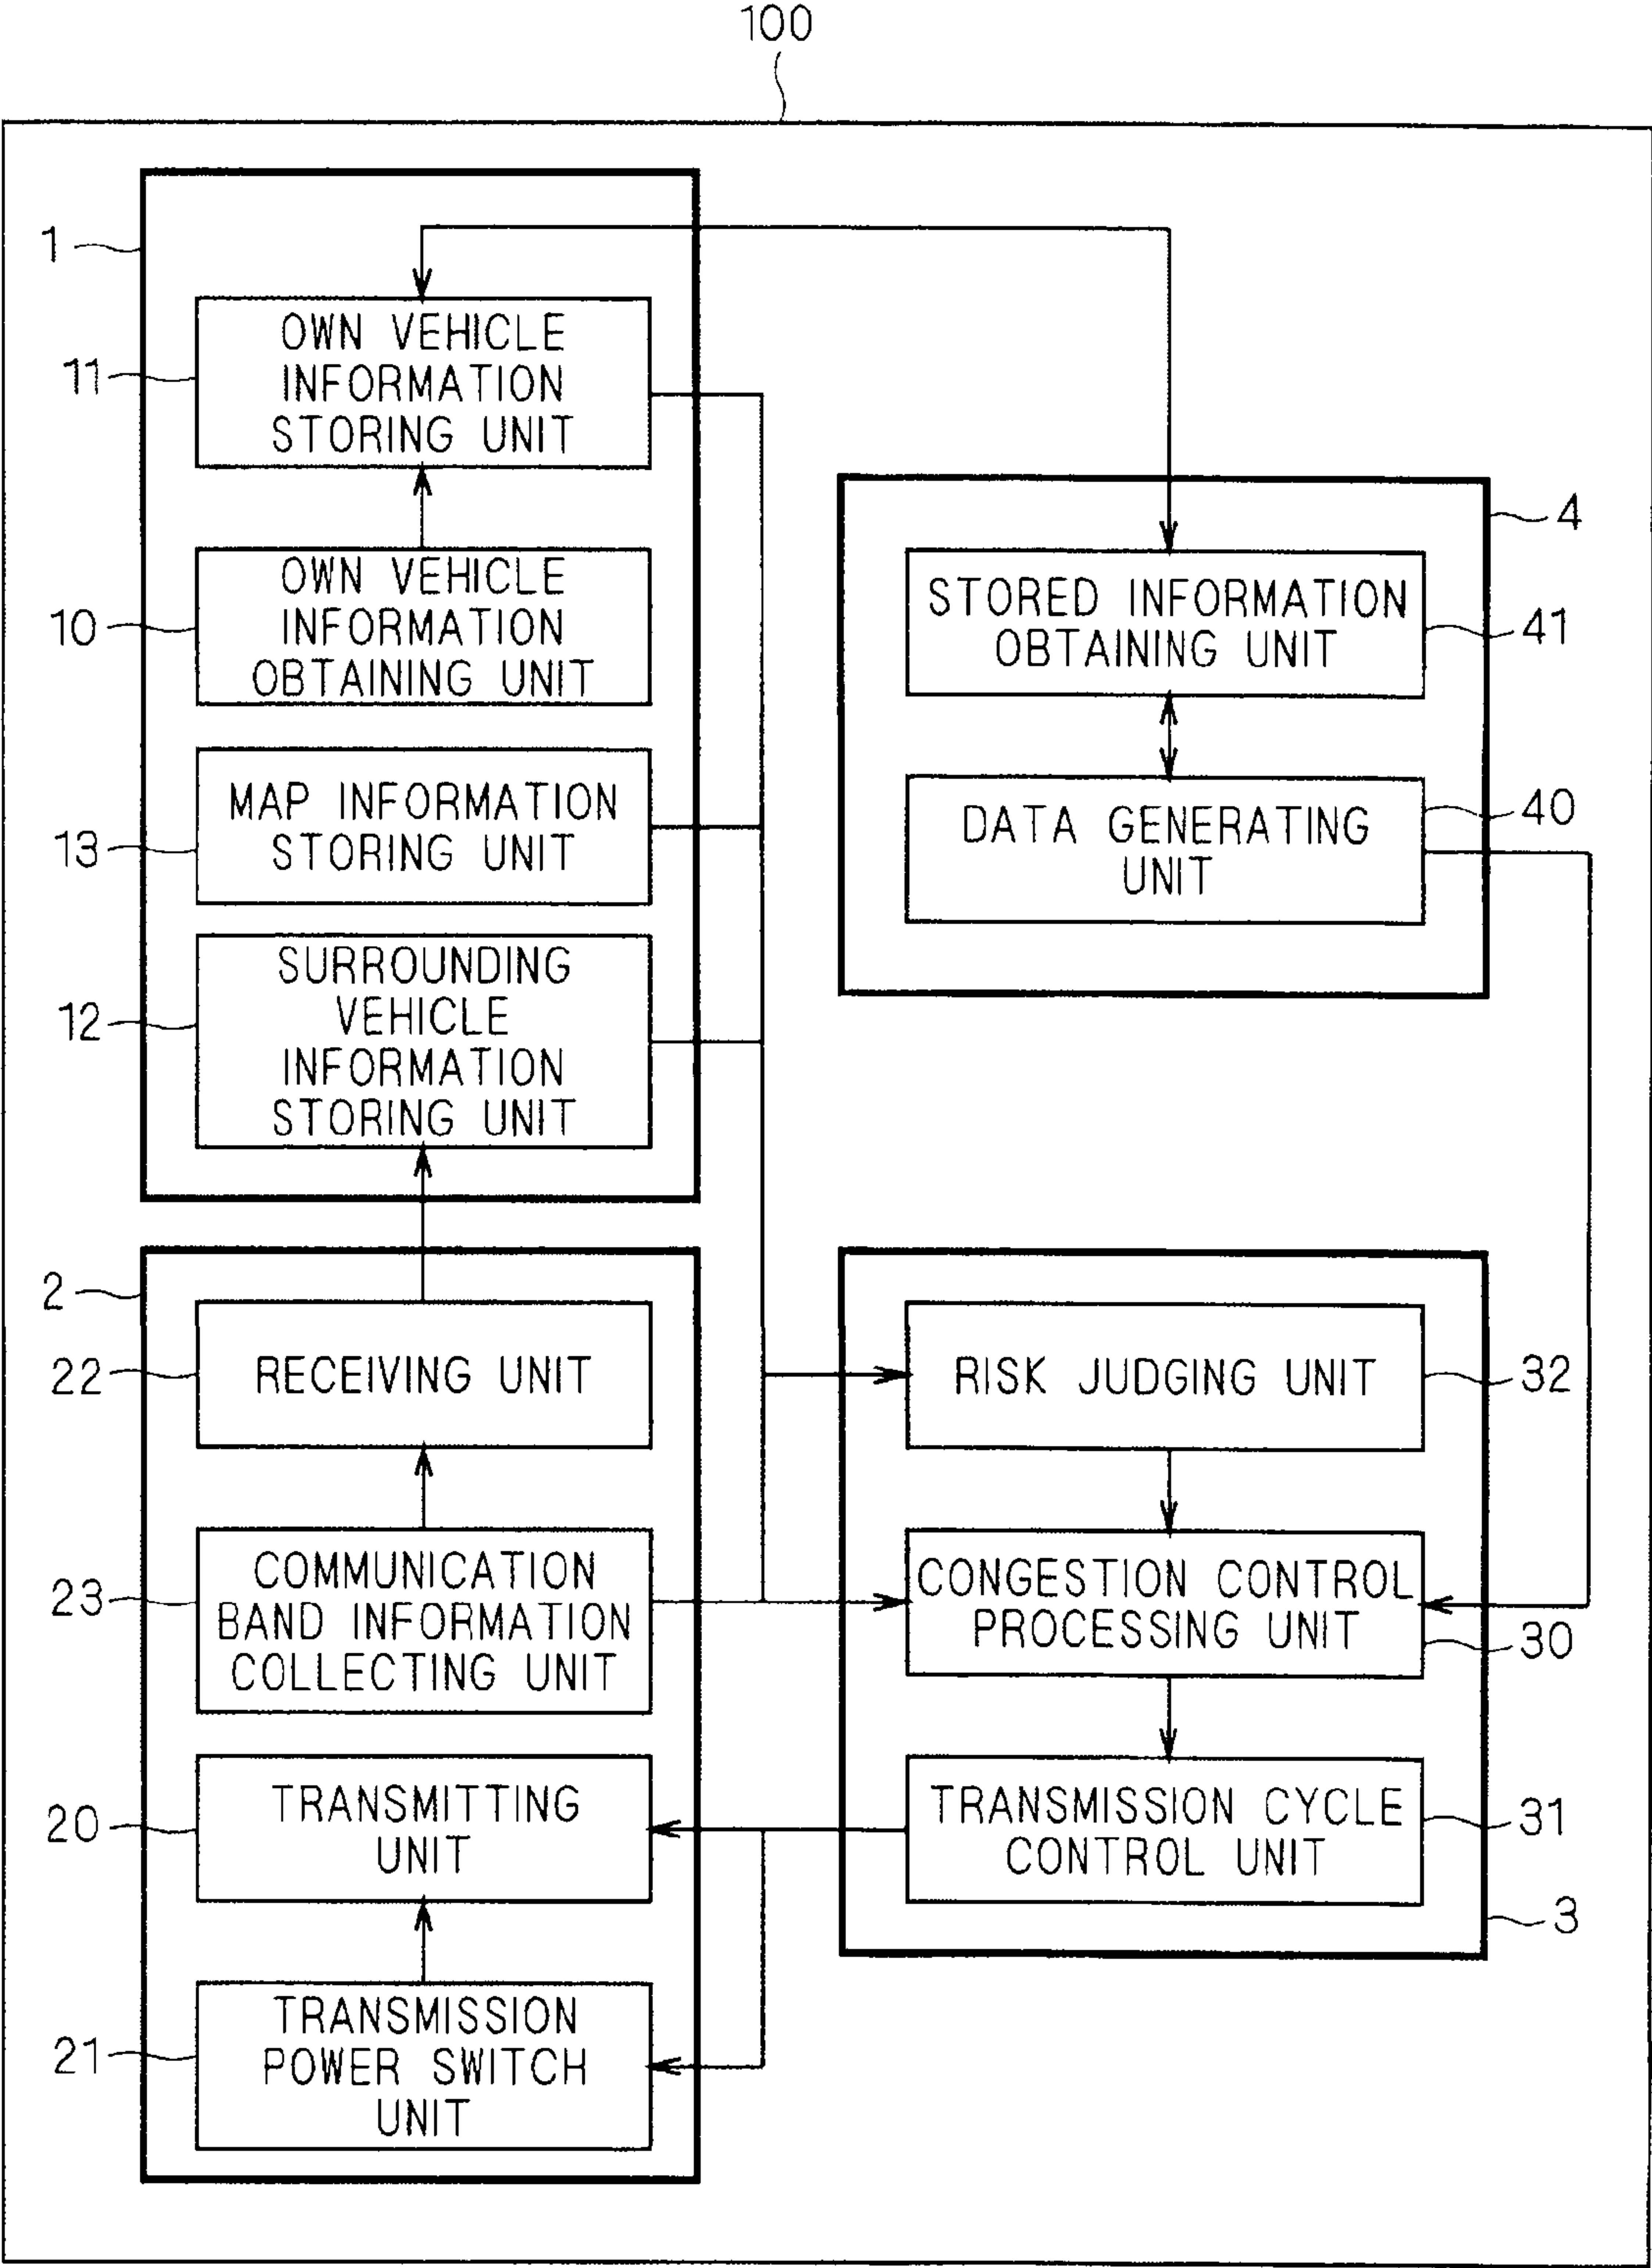 100
1
OWN VEHICLE
INFORMATION
STORING UNIT
11
OWN VEHICLE
INFORMATION
OBTAINING UNIT
10
MAP INFORMATION
STORING UNIT
13
SURROUNDING
VEHICLE
INFORMATION
STORING UNIT
12
4
STORED INFORMATION
OBTAINING UNIT
41
DATA GENERATING
UNIT
40
2
RECEIVING UNIT
22
COMMUNICATION
BAND INFORMATION
COLLECTING UNIT
23
TRANSMITTING
UNIT
20
TRANSMISSION
POWER SWITCH
UNIT
21
RISK JUDGING UNIT
32
CONGESTION CONTROL
PROCESSING UNIT
30
TRANSMISSION CYCLE
CONTROL UNIT
31
3